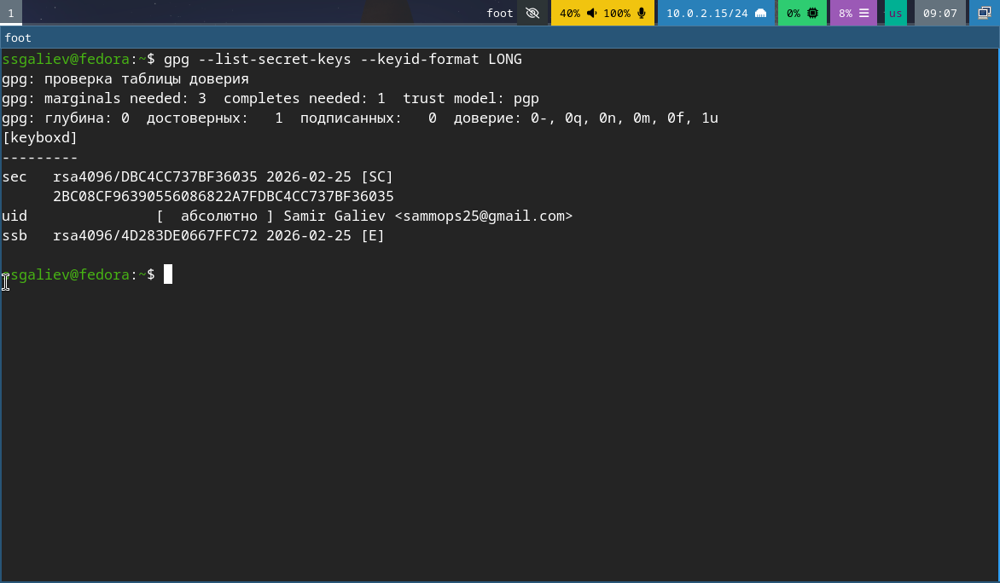 1 foot 40% 100% 10.0.2.15/24 0% 8% us 09:07
foot
ssgaliev@fedora:~$ gpg --list-secret-keys --keyid-format LONG
gpg: проверка таблицы доверия
gpg: marginals needed: 3  completes needed: 1  trust model: pgp
gpg: глубина: 0  достоверных:   1  подписанных:   0  доверие: 0-, 0q, 0n, 0m, 0f, 1u
[keyboxd]
---------
sec   rsa4096/DBC4CC737BF36035 2026-02-25 [SC]
      2BC08CF96390556086822A7FDBC4CC737BF36035
uid               [  абсолютно ] Samir Galiev <sammops25@gmail.com>
ssb   rsa4096/4D283DE0667FFC72 2026-02-25 [E]
ssgaliev@fedora:~$